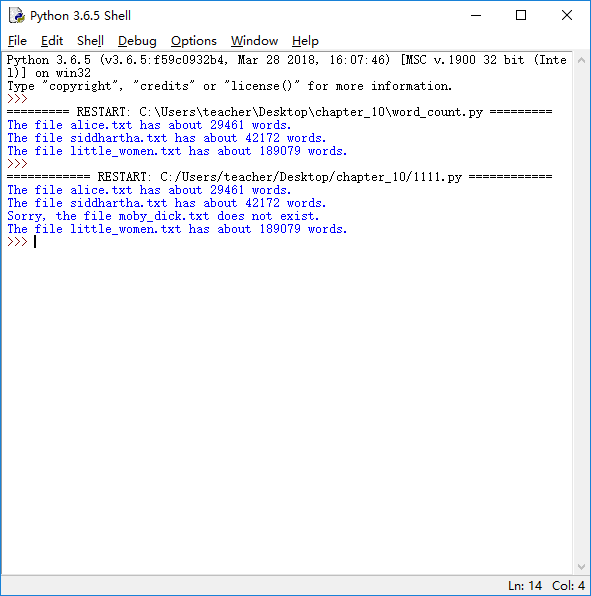 Python 3.6.5 Shell
File Edit Shell Debug Options Window Help
Python 3.6.5 (v3.6.5:f59c0932b4, Mar 28 2018, 16:07:46) [MSC v.1900 32 bit (Inte
l)] on win32
Type "copyright", "credits" or "license()" for more information.
>>>
========= RESTART: C:\Users\teacher\Desktop\chapter_10\word_count.py =========
The file alice.txt has about 29461 words.
The file siddhartha.txt has about 42172 words.
The file little_women.txt has about 189079 words.
>>>
============ RESTART: C:/Users/teacher/Desktop/chapter_10/1111.py ============
The file alice.txt has about 29461 words.
The file siddhartha.txt has about 42172 words.
Sorry, the file moby_dick.txt does not exist.
The file little_women.txt has about 189079 words.
>>>
Ln: 14 Col: 4